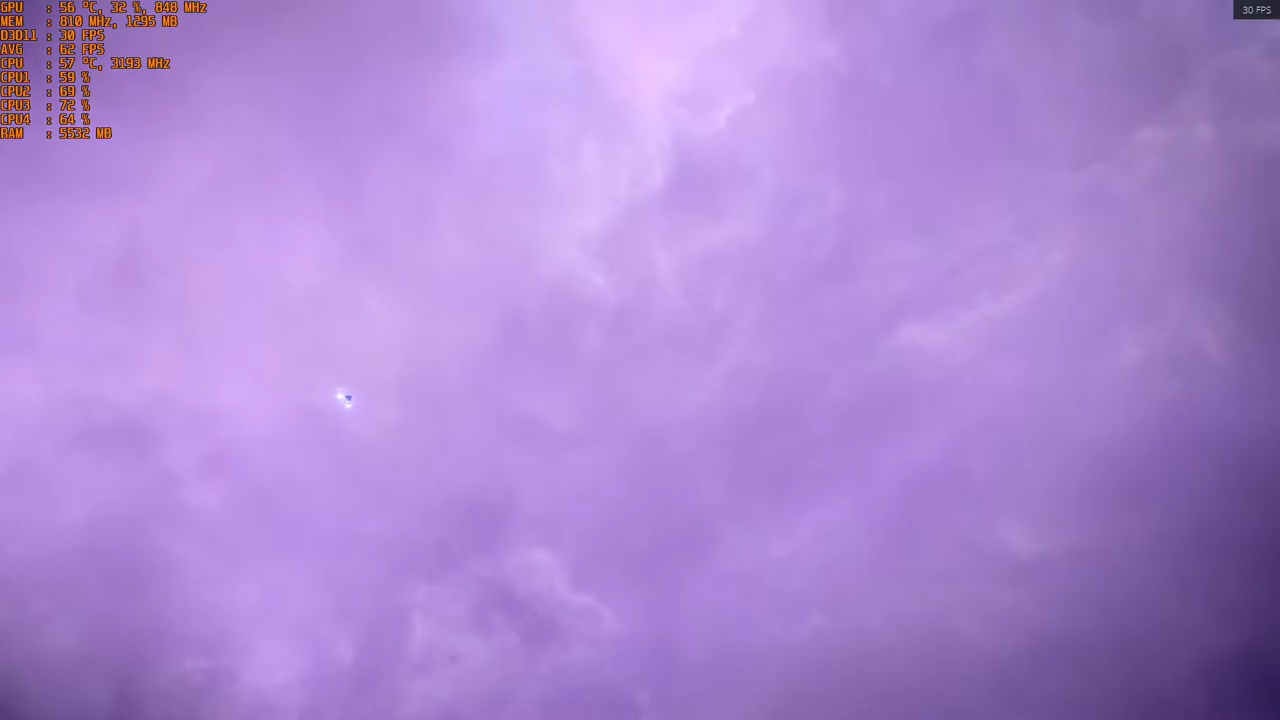 GPU : 56 °C, 32 %, 848 MHz
MEM : 810 MHz, 1295 MB
D3D11 : 30 FPS
AVG : 62 FPS
CPU : 57 °C, 3193 MHz
CPU1 : 59 %
CPU2 : 69 %
CPU3 : 72 %
CPU4 : 64 %
RAM : 5532 MB
30 FPS